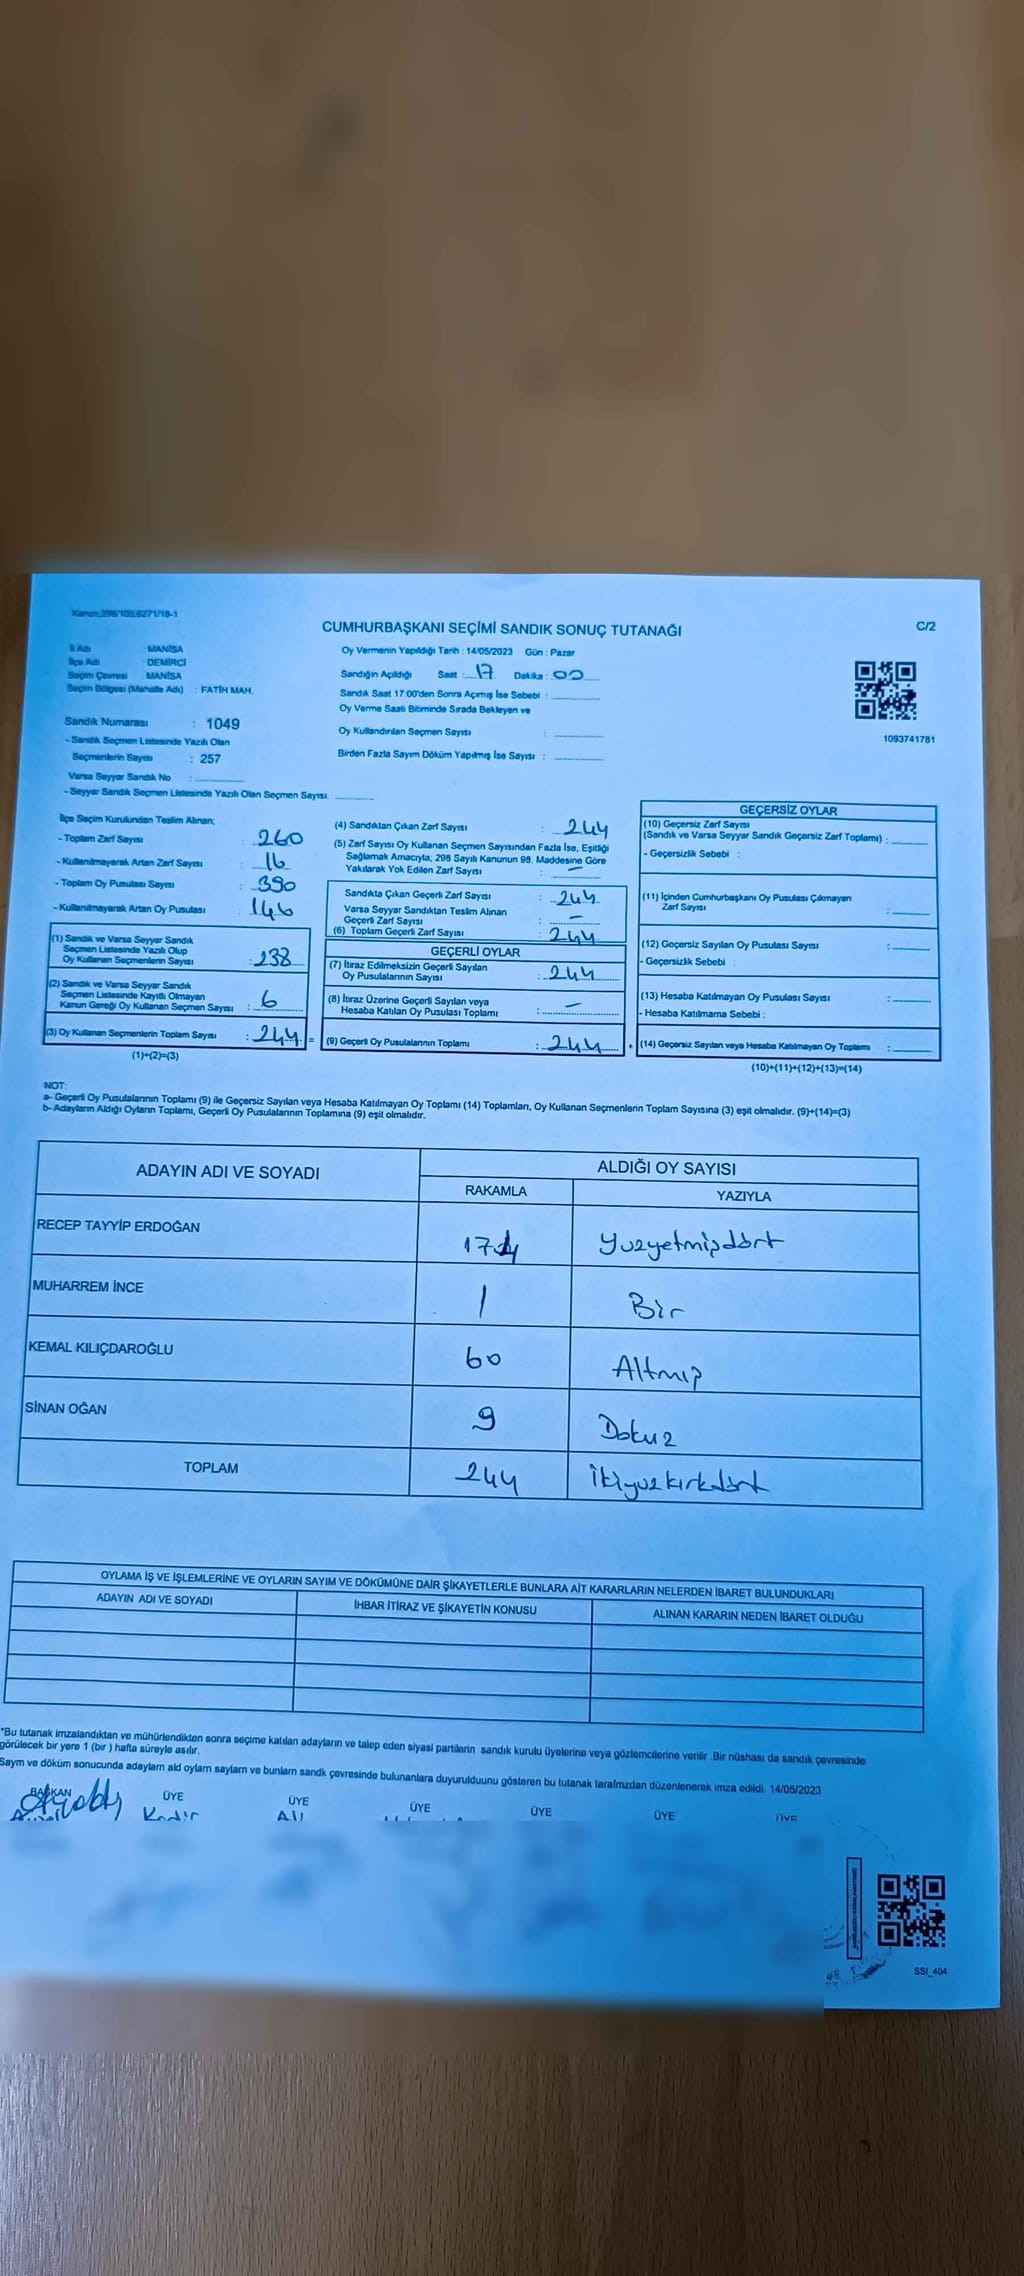 Kanun,298/105,6271/18-1
CUMHURBAŞKANI SEÇİMİ SANDIK SONUÇ TUTANAĞI
C/2
İl Adı : MANİSA
İlçe Adı : DEMİRCİ
Seçim Çevresi : MANİSA
Seçim Bölgesi (Mahalle Adı) : FATİH MAH.
Sandık Numarası : 1049
- Sandık Seçmen Listesinde Yazılı Olan
Seçmenlerin Sayısı : 257
Varsa Seyyar Sandık No :
- Seyyar Sandık Seçmen Listesinde Yazılı Olan Seçmen Sayısı.
Oy Vermenin Yapıldığı Tarih : 14/05/2023 Gün : Pazar
Sandığın Açıldığı Saat : 17 Dakika : 00
Sandık Saat 17:00'den Sonra Açımış İse Sebebi :
Oy Verme Saati Bitiminde Sırada Bekleyen ve
Oy Kullandırılan Seçmen Sayısı :
Birden Fazla Sayım Döküm Yapılmış İse Sayısı :
1093741781
İlçe Seçim Kurulundan Teslim Alınan;
- Toplam Zarf Sayısı : 260
- Kullanılmayarak Artan Zarf Sayısı : 16
- Toplam Oy Pusulası Sayısı : 390
- Kullanılmayarak Artan Oy Pusulası : 146
(1) Sandık ve Varsa Seyyar Sandık
Seçmen Listesinde Yazılı Olup
Oy Kullanan Seçmenlerin Sayısı : 238
(2) Sandık ve Varsa Seyyar Sandık
Seçmen Listesinde Kayıtlı Olmayan
Kanun Gereği Oy Kullanan Seçmen Sayısı : 6
(3) Oy Kullanan Seçmenlerin Toplam Sayısı : 244 =
(1)+(2)=(3)
(4) Sandıktan Çıkan Zarf Sayısı : 244
(5) Zarf Sayısı Oy Kullanan Seçmen Sayısından Fazla İse, Eşitliği
Sağlamak Amacıyla, 298 Sayılı Kanunun 98. Maddesine Göre
Yakılarak Yok Edilen Zarf Sayısı : –
Sandıkta Çıkan Geçerli Zarf Sayısı : 244
Varsa Seyyar Sandıktan Teslim Alınan
Geçerli Zarf Sayısı : –
(6) Toplam Geçerli Zarf Sayısı : 244
GEÇERLİ OYLAR
(7) İtiraz Edilmeksizin Geçerli Sayılan
Oy Pusulalarının Sayısı : 244
(8) İtiraz Üzerine Geçerli Sayılan veya
Hesaba Katılan Oy Pusulası Toplamı : –
(9) Geçerli Oy Pusulalarının Toplamı : 244 +
GEÇERSİZ OYLAR
(10) Geçersiz Zarf Sayısı
(Sandık ve Varsa Seyyar Sandık Geçersiz Zarf Toplamı) :
- Geçersizlik Sebebi :
(11) İçinden Cumhurbaşkanı Oy Pusulası Çıkmayan
Zarf Sayısı :
(12) Geçersiz Sayılan Oy Pusulası Sayısı :
- Geçersizlik Sebebi :
(13) Hesaba Katılmayan Oy Pusulası Sayısı :
- Hesaba Katılmama Sebebi :
(14) Geçersiz Sayılan veya Hesaba Katılmayan Oy Toplamı :
(10)+(11)+(12)+(13)=(14)
NOT:
a- Geçerli Oy Pusulalarının Toplamı (9) ile Geçersiz Sayılan veya Hesaba Katılmayan Oy Toplamı (14) Toplamları, Oy Kullanan Seçmenlerin Toplam Sayısına (3) eşit olmalıdır. (9)+(14)=(3)
b- Adayların Aldığı Oyların Toplamı, Geçerli Oy Pusulalarının Toplamına (9) eşit olmalıdır.
ADAYIN ADI VE SOYADI
ALDIĞI OY SAYISI
RAKAMLA YAZIYLA
RECEP TAYYİP ERDOĞAN 174 Yüzyetmişdört
MUHARREM İNCE 1 Bir
KEMAL KILIÇDAROĞLU 60 Altmış
SİNAN OĞAN 9 Dokuz
TOPLAM 244 İkiyüzkırkdört
OYLAMA İŞ VE İŞLEMLERİNE VE OYLARIN SAYIM VE DÖKÜMÜNE DAİR ŞİKAYETLERLE BUNLARA AİT KARARLARIN NELERDEN İBARET BULUNDUKLARI
ADAYIN ADI VE SOYADI İHBAR İTİRAZ VE ŞİKAYETİN KONUSU ALINAN KARARIN NEDEN İBARET OLDUĞU
*Bu tutanak imzalandıktan ve mühürlendikten sonra seçime katılan adayların ve talep eden siyasi partilerin sandık kurulu üyelerine veya gözlemcilerine verilir .Bir nüshası da sandık çevresinde
görülecek bir yere 1 (bir ) hafta süreyle asılır.
Saym ve döküm sonucunda adaylarn ald oylarn saylarn ve bunlarn sandk çevresinde bulunanlara duyurulduunu gösteren bu tutanak tarafmzdan düzenlenerek imza edildi. 14/05/2023
BAŞKAN ÜYE ÜYE ÜYE ÜYE ÜYE ÜYE
Kadir Ali
SSI_404